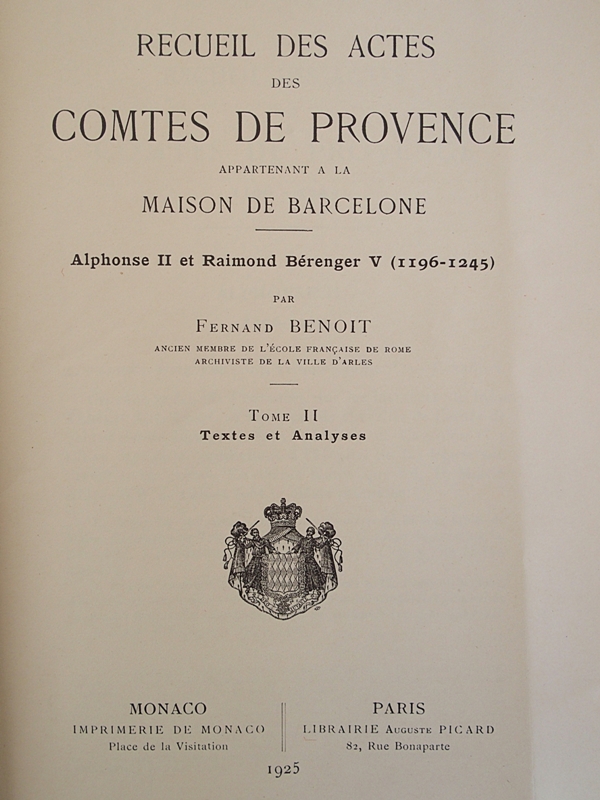 RECUEIL DES ACTES
DES
COMTES DE PROVENCE
APPARTENANT A LA
MAISON DE BARCELONE
Alphonse II et Raimond Bérenger V (1196-1245)
PAR
FERNAND BENOIT
ANCIEN MEMBRE DE L'ÉCOLE FRANÇAISE DE ROME
ARCHIVISTE DE LA VILLE D'ARLES
TOME II
Textes et Analyses
MONACO
IMPRIMERIE DE MONACO
Place de la Visitation
PARIS
LIBRAIRIE AUGUSTE PICARD
82, Rue Bonaparte
1925